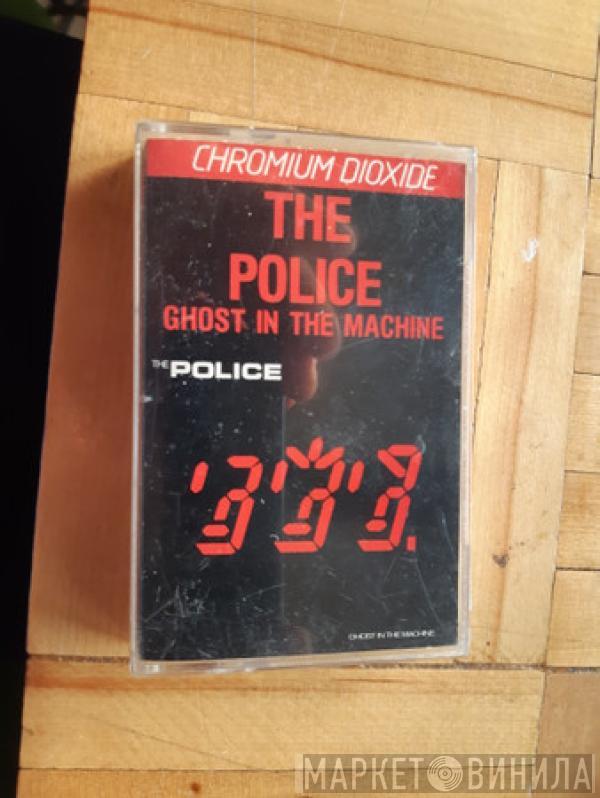 CHROMIUM DIOXIDE
THE
POLICE
GHOST IN THE MACHINE
THE POLICE
GHOST IN THE MACHINE
МАРКЕТ ВИНИЛА